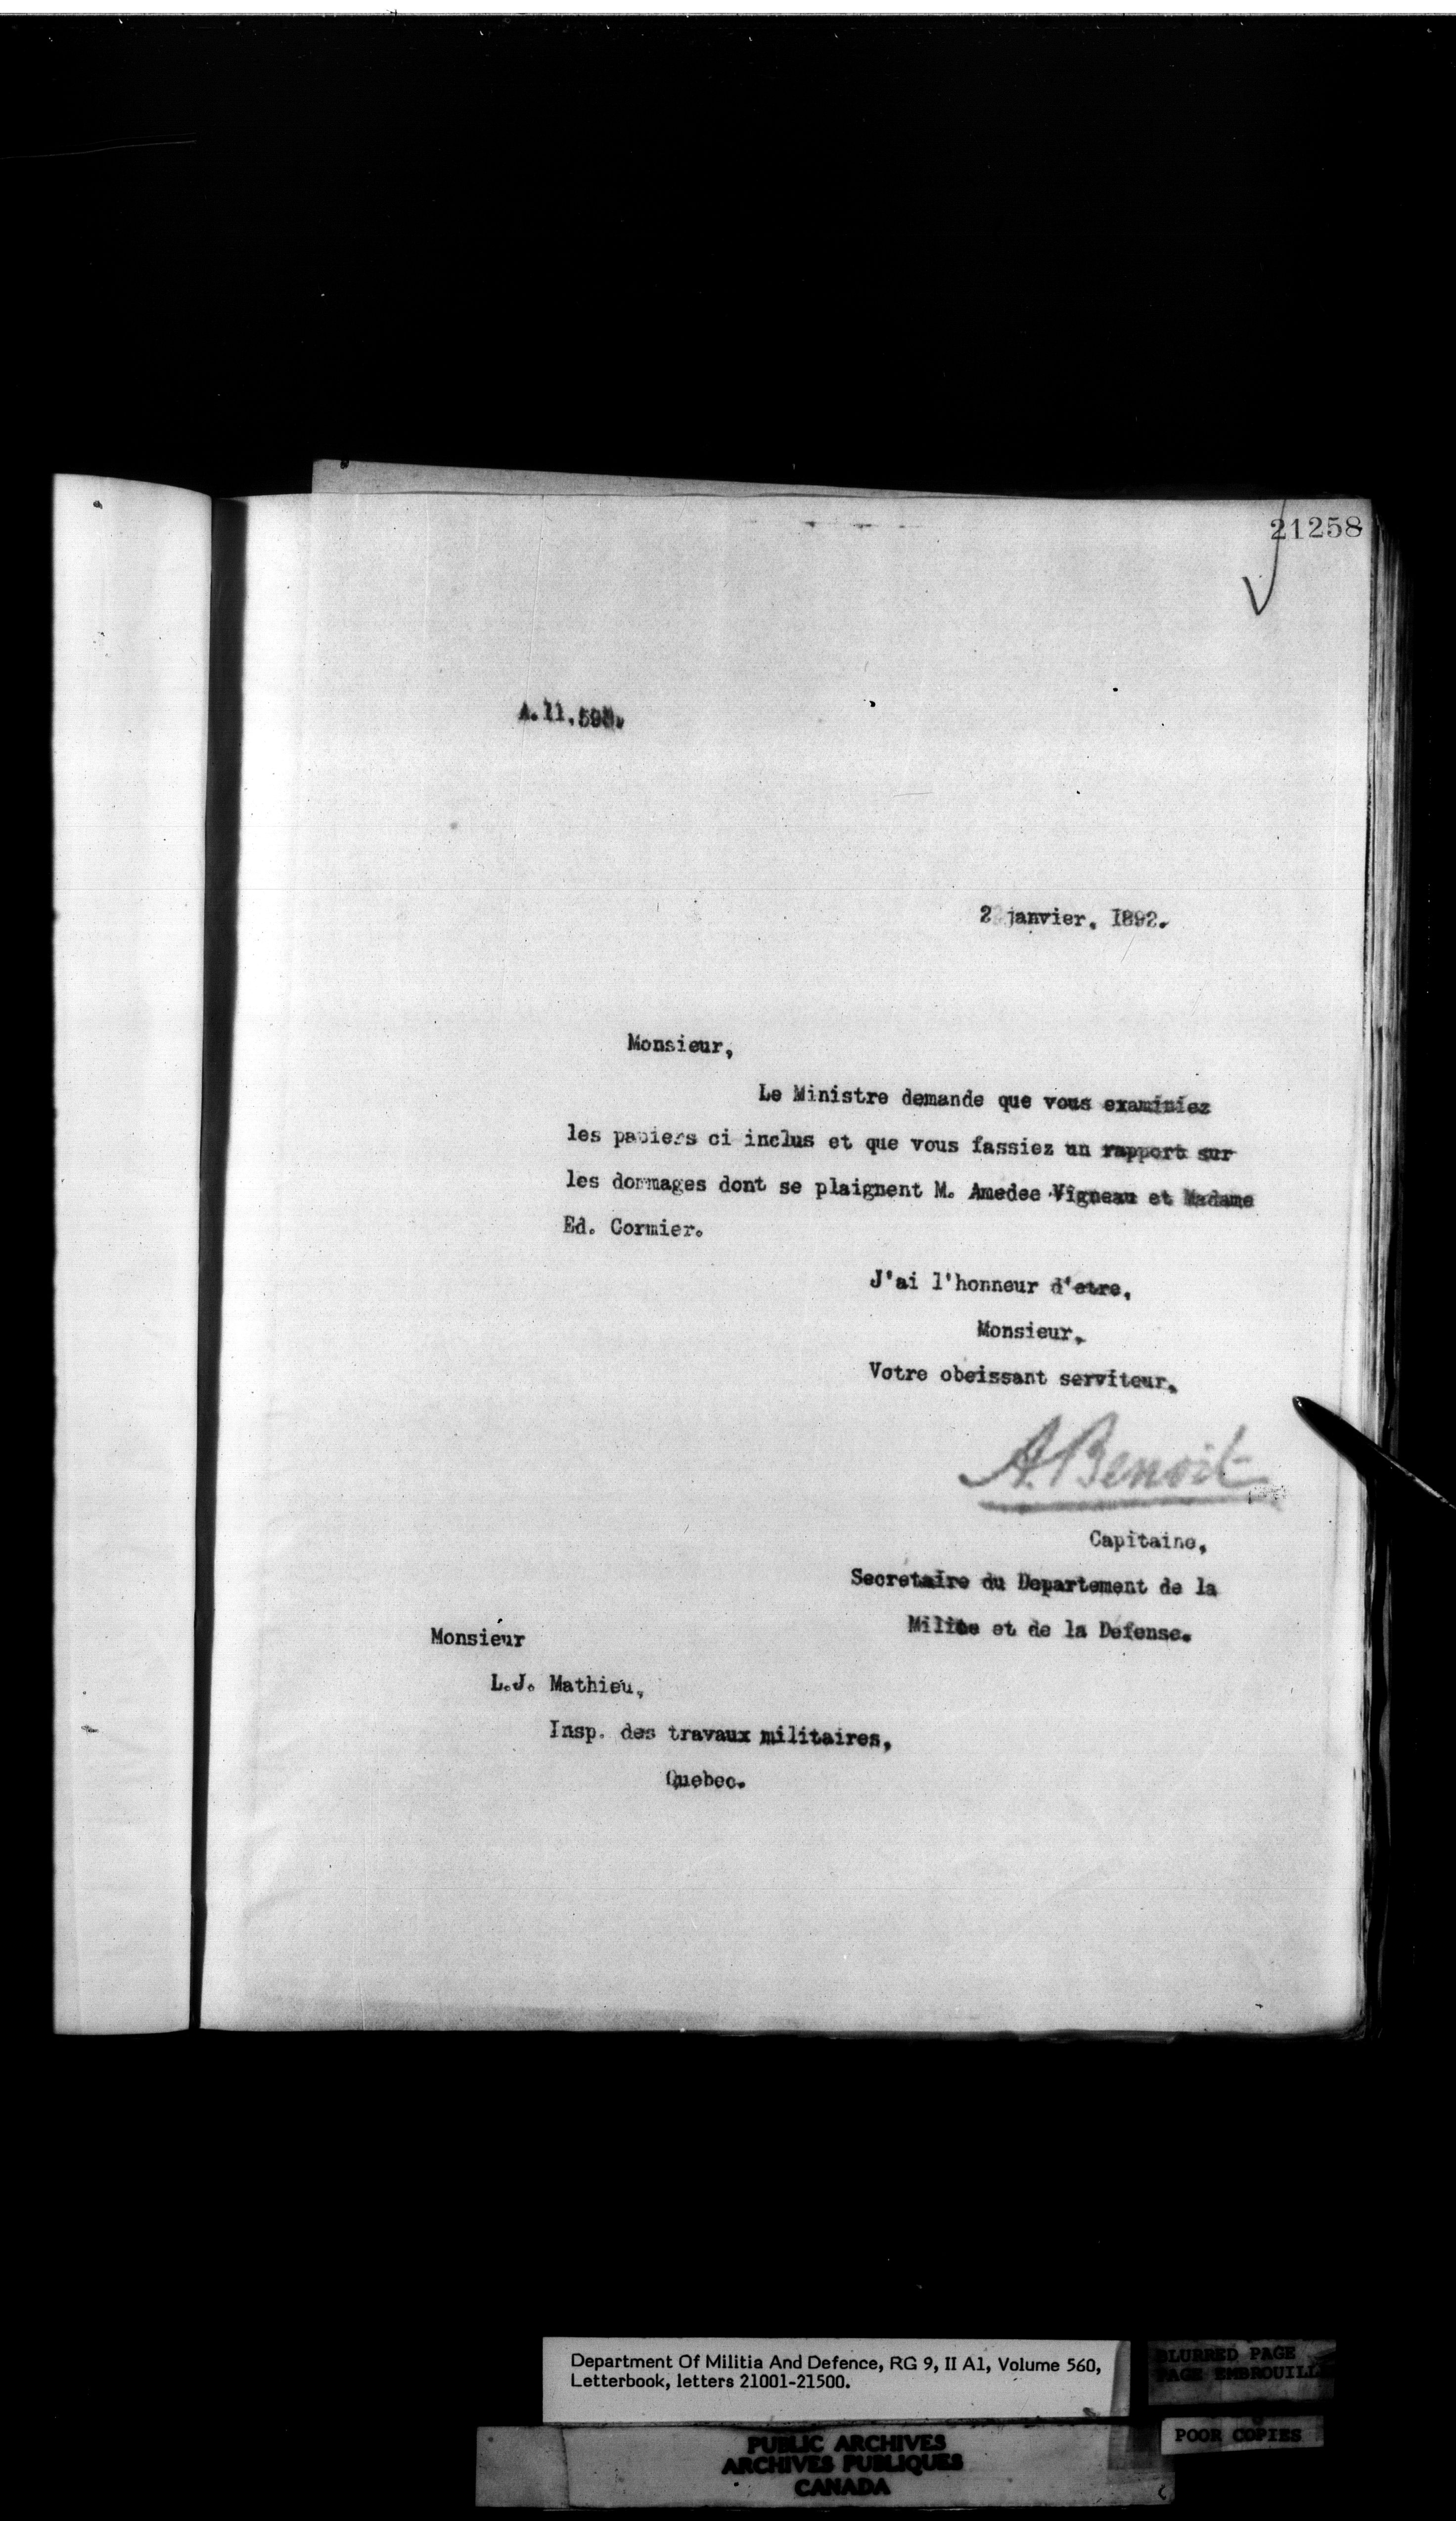 21258
A.11,
2 janvier, 1892.
Monsieur,
Le Ministre demande que vous examiniez
les papiers ci inclus et que vous fassiez un rapport sur
les dommages dont se plaignent M. Amedee Vigneau et Madame
Ed. Cormier.
J'ai l'honneur d'etre,
Monsieur,
Votre obeissant serviteur,
A. Benoit
Capitaine,
Secretaire du Departement de la
Milice et de la Defense.
Monsieur
L.J. Mathieu,
Insp. des travaux militaires,
Quebec.
Department Of Militia And Defence, RG 9, II A1, Volume 560,
Letterbook, letters 21001-21500.
BLURRED PAGE
PAGE EMBROUILL
POOR COPIES
PUBLIC ARCHIVES
ARCHIVES PUBLIQUES
CANADA